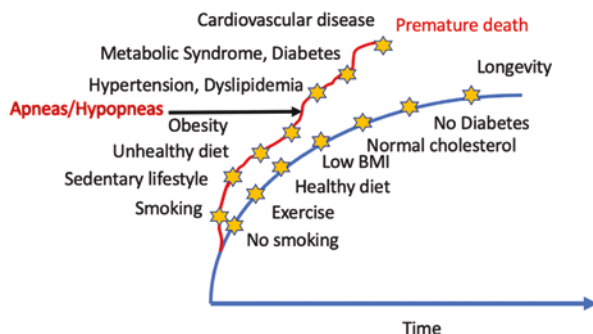 Cardiovascular disease
Premature death
Metabolic Syndrome, Diabetes
Longevity
Hypertension, Dyslipidemia
Apneas/Hypopneas
Obesity
No Diabetes
Normal cholesterol
Unhealthy diet
Low BMI
Sedentary lifestyle
Healthy diet
Smoking
Exercise
No smoking
Time